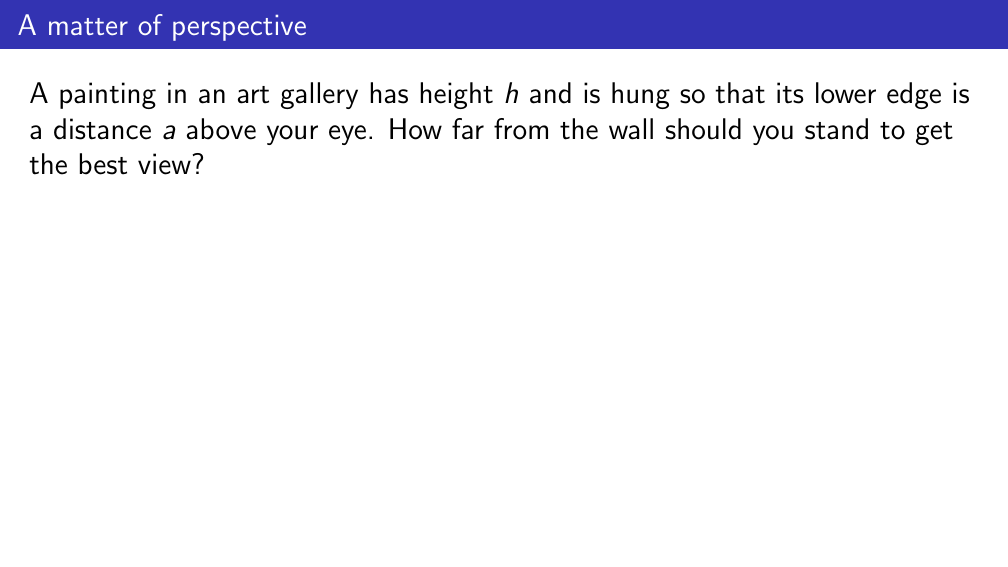 A matter of perspective
A painting in an art gallery has height h and is hung so that its lower edge is
a distance a above your eye. How far from the wall should you stand to get
the best view?